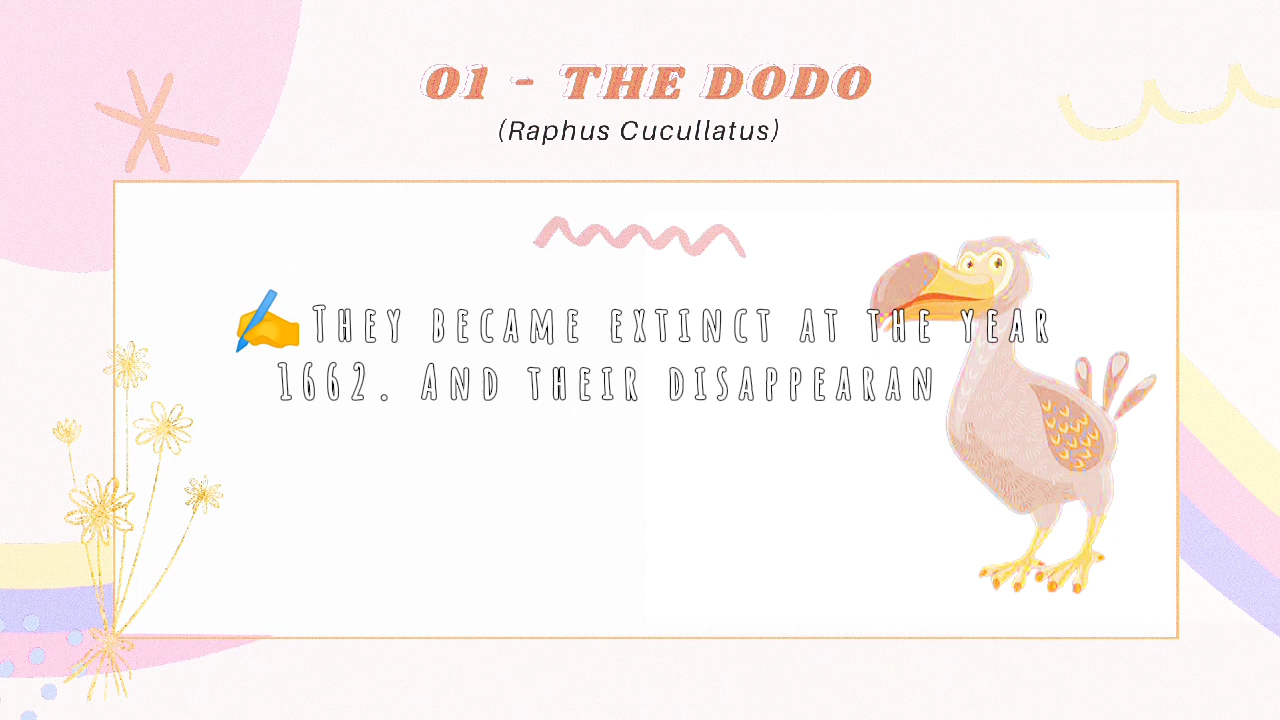 01 - THE DODO
(Raphus Cucullatus)
✍️They became extinct at the year
1662. And their disappearan